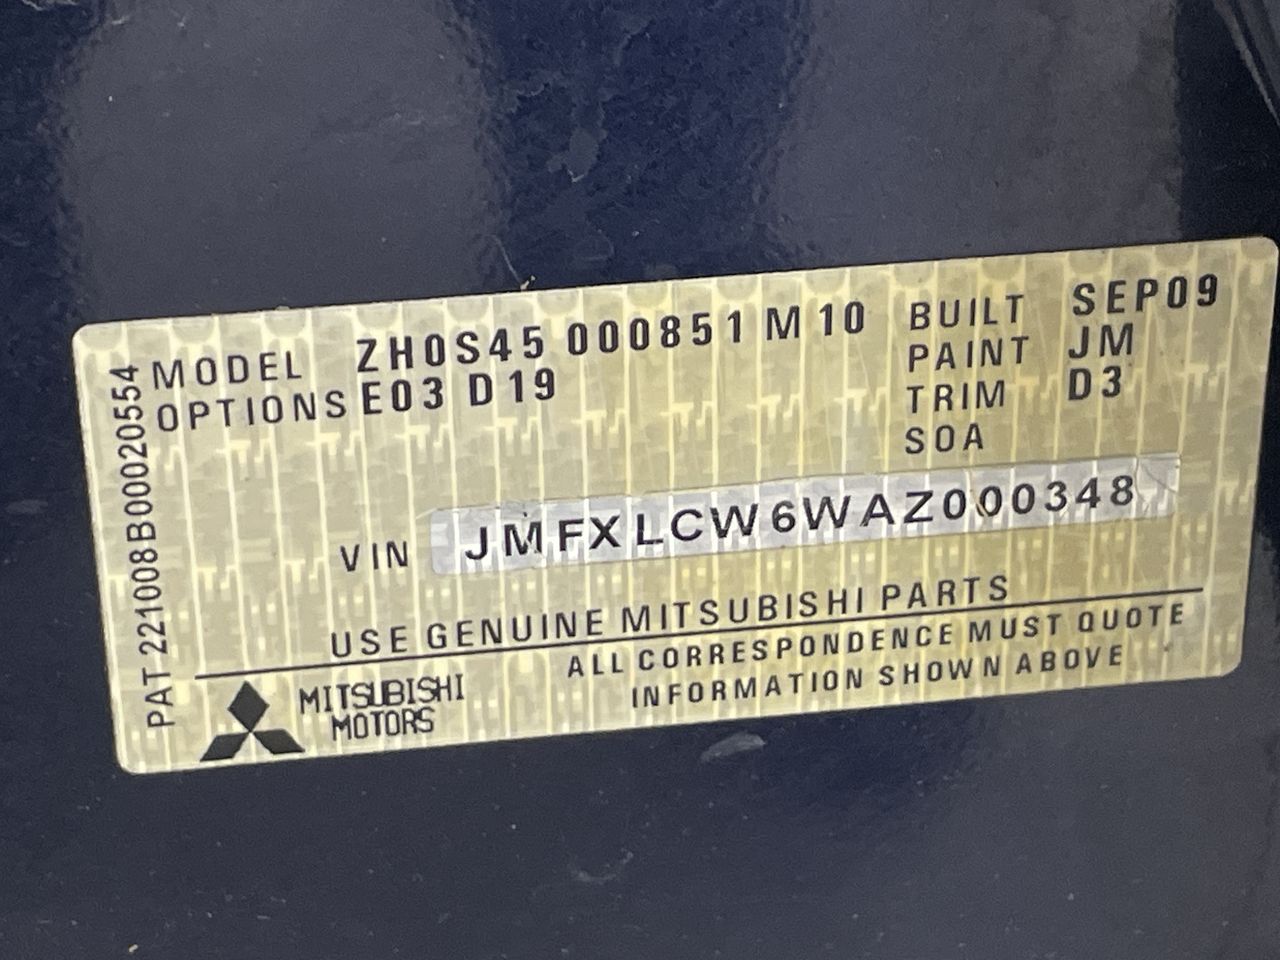 MODEL ZH0S45 000851 M10
OPTIONS E03 D19
BUILT SEP09
PAINT JM
TRIM D3
SOA
VIN JMFXLCW6WAZ000348
USE GENUINE MITSUBISHI PARTS
MITSUBISHI
MOTORS
ALL CORRESPONDENCE MUST QUOTE
INFORMATION SHOWN ABOVE
PAT 221008B00020554